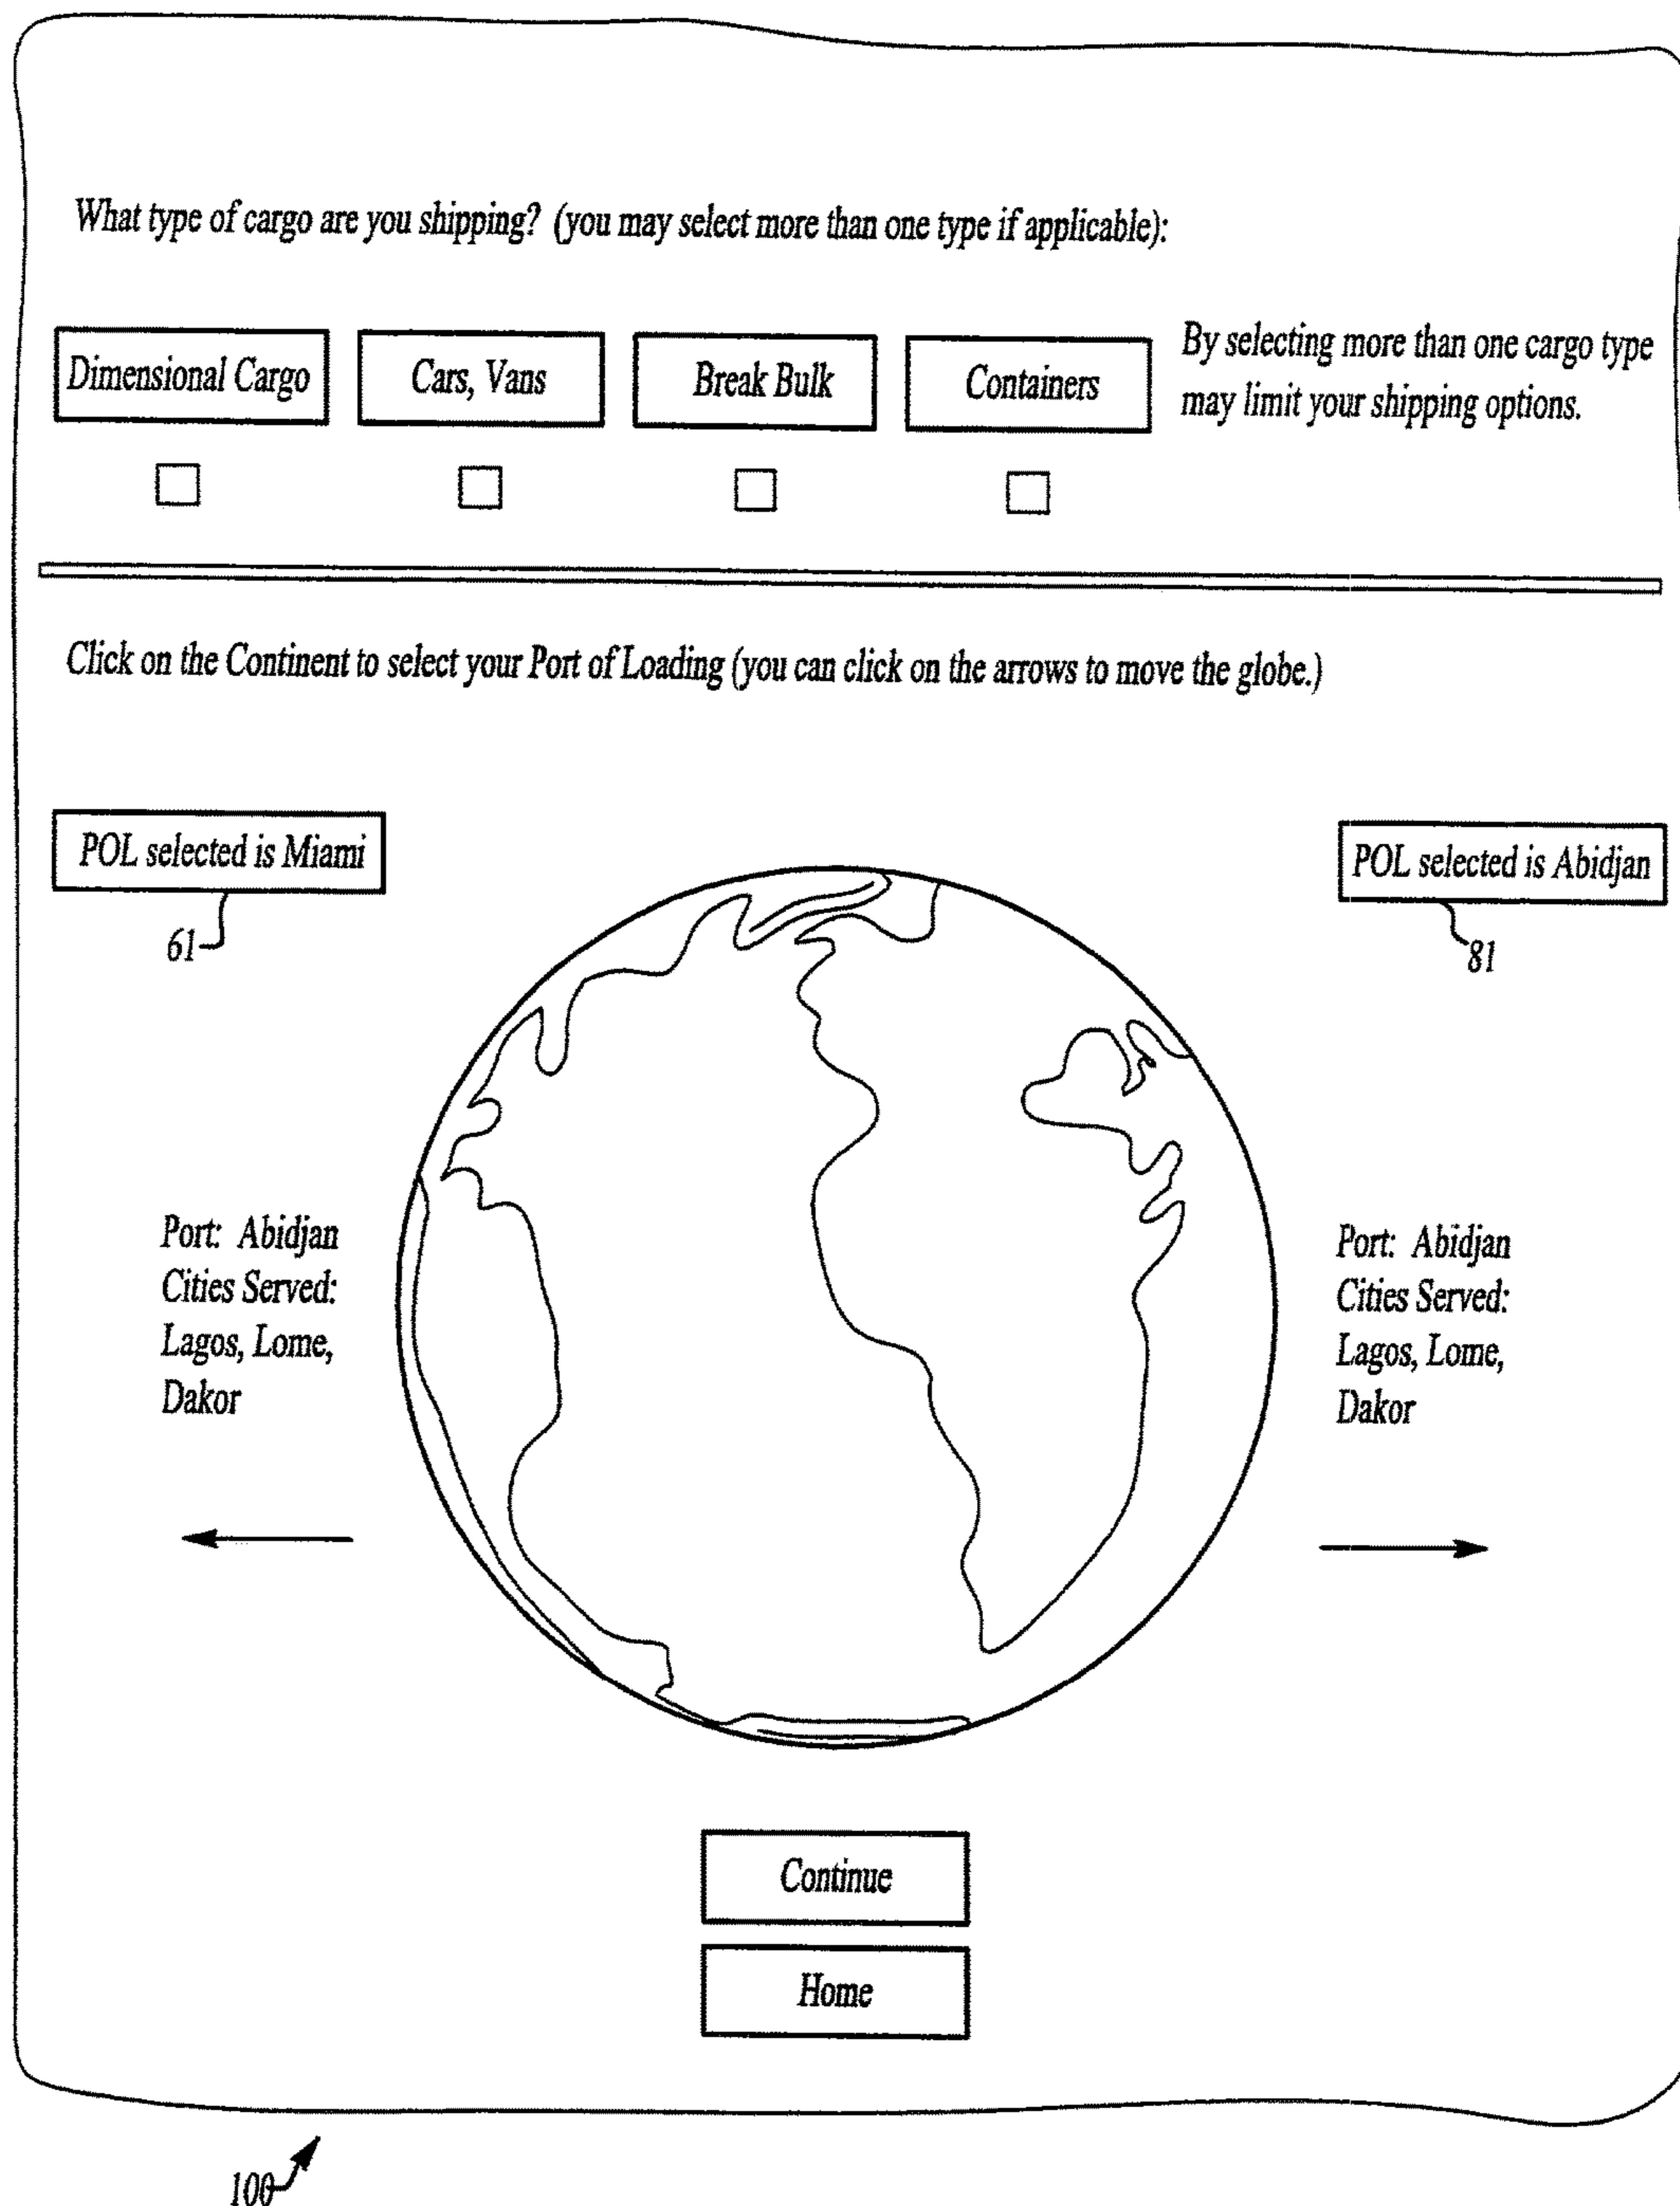 What type of cargo are you shipping? (you may select more than one type if applicable):
Dimensional Cargo
Cars, Vans
Break Bulk
Containers
By selecting more than one cargo type
may limit your shipping options.
Click on the Continent to select your Port of Loading (you can click on the arrows to move the globe.)
POL selected is Miami
61
POL selected is Abidjan
81
Port: Abidjan
Cities Served:
Lagos, Lome,
Dakor
Port: Abidjan
Cities Served:
Lagos, Lome,
Dakor
Continue
Home
100